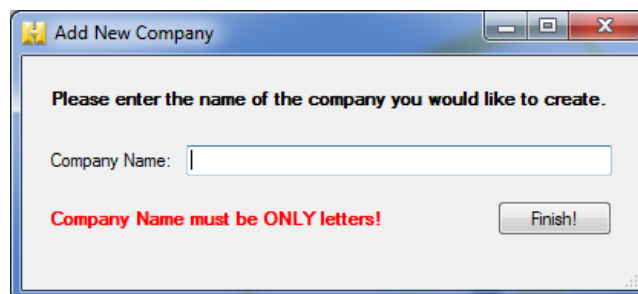 Add New Company
Please enter the name of the company you would like to create.
Company Name:
Company Name must be ONLY letters!
Finish!